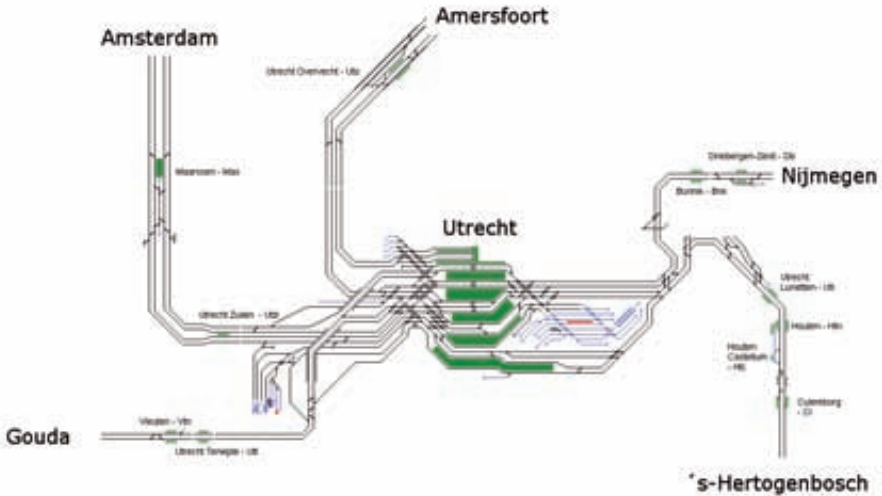 Amersfoort
Amsterdam
Utrecht Overvecht - Uto
Maarssen - Mas
Driebergen-Zeist - Db
Bunnik - Bnk
Nijmegen
Utrecht
Utrecht
Lunetten - Utl
Utrecht Zuilen - Utzl
Houten - Htn
Houten
Castellum
- Htc
Culemborg
- Cl
Vleuten - Vtn
Gouda
Utrecht Terwijde - Utt
´s-Hertogenbosch